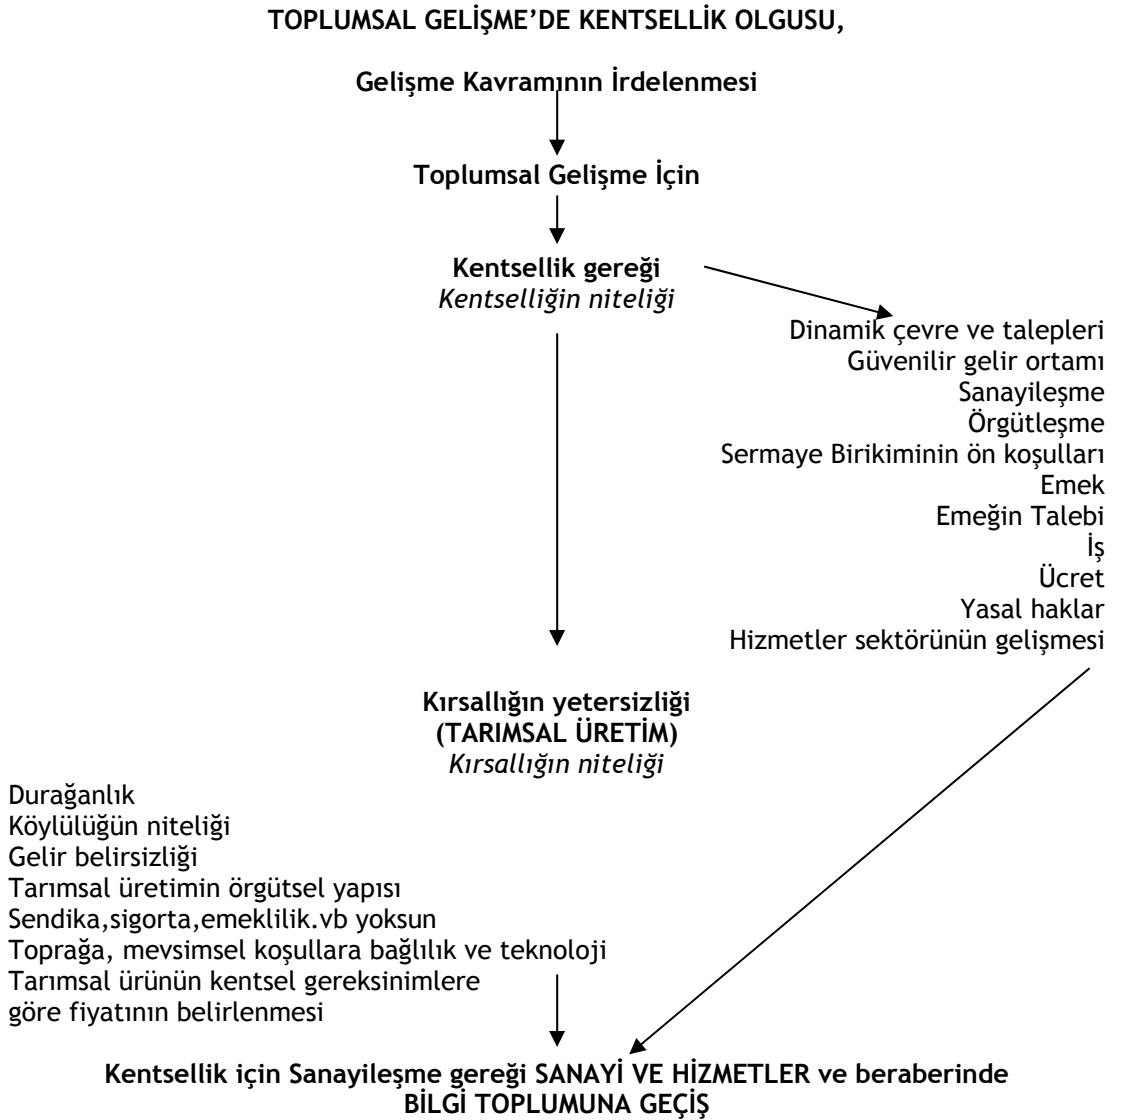 TOPLUMSAL GELİŞME’DE KENTSELLİK OLGUSU,
Gelişme Kavramının İrdelenmesi
Toplumsal Gelişme İçin
Kentsellik gereği
Kentselliğin niteliği
Dinamik çevre ve talepleri
Güvenilir gelir ortamı
Sanayileşme
Örgütleşme
Sermaye Birikiminin ön koşulları
Emek
Emeğin Talebi
İş
Ücret
Yasal haklar
Hizmetler sektörünün gelişmesi
Kırsallığın yetersizliği
(TARIMSAL ÜRETİM)
Kırsallığın niteliği
Durağanlık
Köylülüğün niteliği
Gelir belirsizliği
Tarımsal üretimin örgütsel yapısı
Sendika,sigorta,emeklilik.vb yoksun
Toprağa, mevsimsel koşullara bağlılık ve teknoloji
Tarımsal ürünün kentsel gereksinimlere
göre fiyatının belirlenmesi
Kentsellik için Sanayileşme gereği SANAYİ VE HİZMETLER ve beraberinde
BİLGİ TOPLUMUNA GEÇİŞ